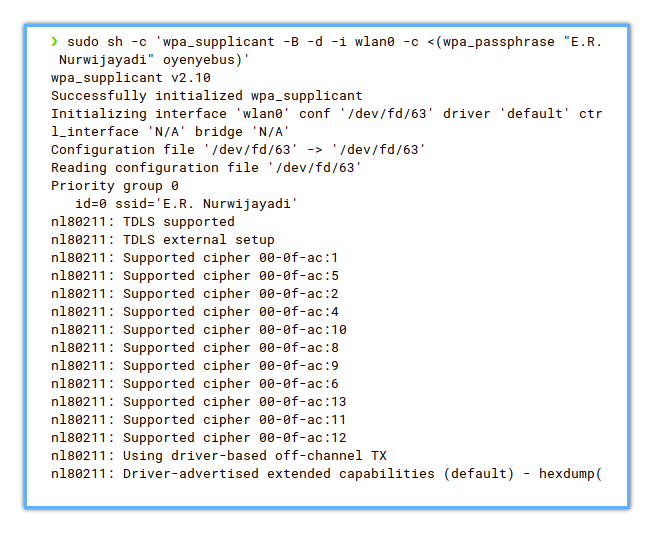 ❯ sudo sh -c 'wpa_supplicant -B -d -i wlan0 -c <(wpa_passphrase "E.R.
 Nurwijayadi" oyenyebus)'
wpa_supplicant v2.10
Successfully initialized wpa_supplicant
Initializing interface 'wlan0' conf '/dev/fd/63' driver 'default' ctr
l_interface 'N/A' bridge 'N/A'
Configuration file '/dev/fd/63' -> '/dev/fd/63'
Reading configuration file '/dev/fd/63'
Priority group 0
   id=0 ssid='E.R. Nurwijayadi'
nl80211: TDLS supported
nl80211: TDLS external setup
nl80211: Supported cipher 00-0f-ac:1
nl80211: Supported cipher 00-0f-ac:5
nl80211: Supported cipher 00-0f-ac:2
nl80211: Supported cipher 00-0f-ac:4
nl80211: Supported cipher 00-0f-ac:10
nl80211: Supported cipher 00-0f-ac:8
nl80211: Supported cipher 00-0f-ac:9
nl80211: Supported cipher 00-0f-ac:6
nl80211: Supported cipher 00-0f-ac:13
nl80211: Supported cipher 00-0f-ac:11
nl80211: Supported cipher 00-0f-ac:12
nl80211: Using driver-based off-channel TX
nl80211: Driver-advertised extended capabilities (default) - hexdump(